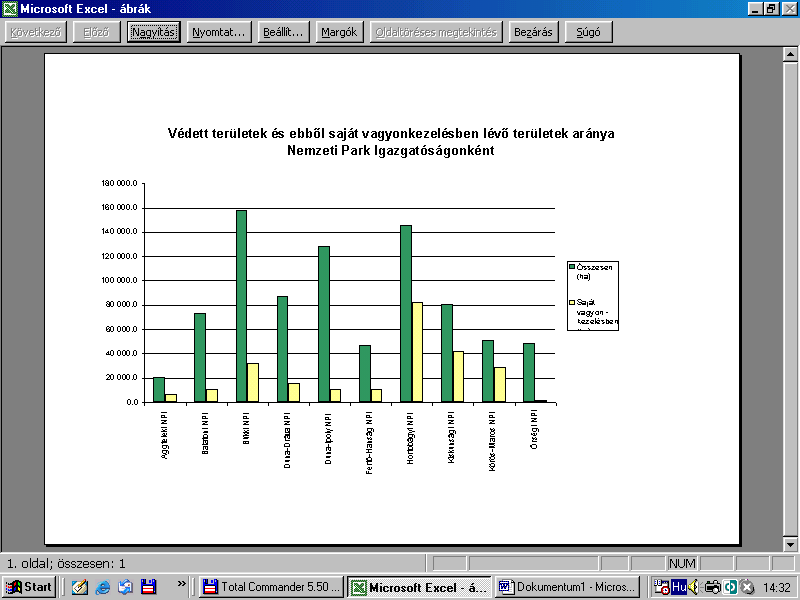 Microsoft Excel - ábrák
Következő Előző Nagyítás Nyomtat... Beállít... Margók Oldaltöréses megtekintés Bezárás Súgó
Védett területek és ebből saját vagyonkezelésben lévő területek aránya
Nemzeti Park Igazgatóságonként
180 000.0
160 000.0
140 000.0
120 000.0
100 000.0
80 000.0
60 000.0
40 000.0
20 000.0
0.0
Aggteleki NPI
Balatoni NPI
Bükki NPI
Duna-Dráva NPI
Duna-Ipoly NPI
Fertő-Hanság NPI
Hortobágyi NPI
Kiskunsági NPI
Körös-Maros NPI
Őrségi NPI
Összesen
(ha)
Saját
vagyon -
kezelésben
1. oldal; összesen: 1
NUM
Start
»
Total Commander 5.50 ...
Microsoft Excel - á...
Dokumentum1 - Micros...
Hu
14:32